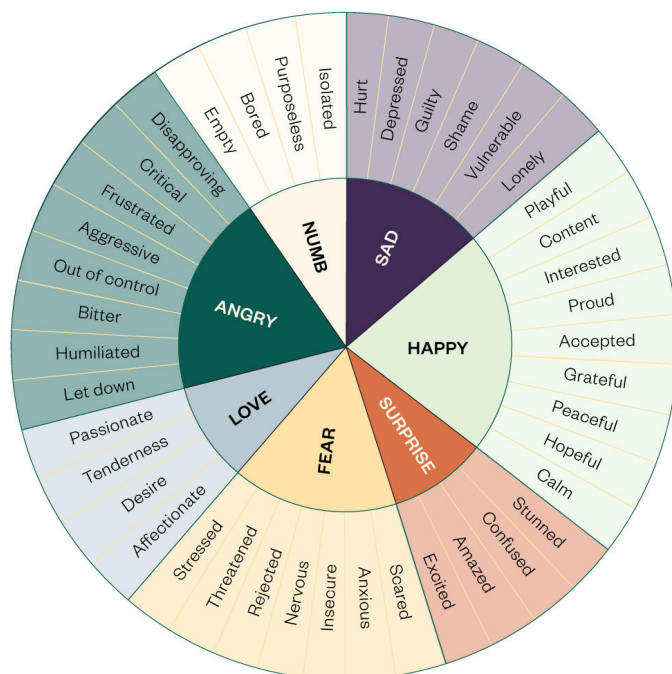 SAD
Hurt
Depressed
Guilty
Shame
Vulnerable
Lonely
HAPPY
Playful
Content
Interested
Proud
Accepted
Grateful
Peaceful
Hopeful
Calm
SURPRISE
Stunned
Confused
Amazed
Excited
FEAR
Scared
Anxious
Insecure
Nervous
Rejected
Threatened
Stressed
LOVE
Affectionate
Desire
Tenderness
Passionate
ANGRY
Let down
Humiliated
Bitter
Out of control
Aggressive
Frustrated
Critical
Disapproving
NUMB
Empty
Bored
Purposeless
Isolated